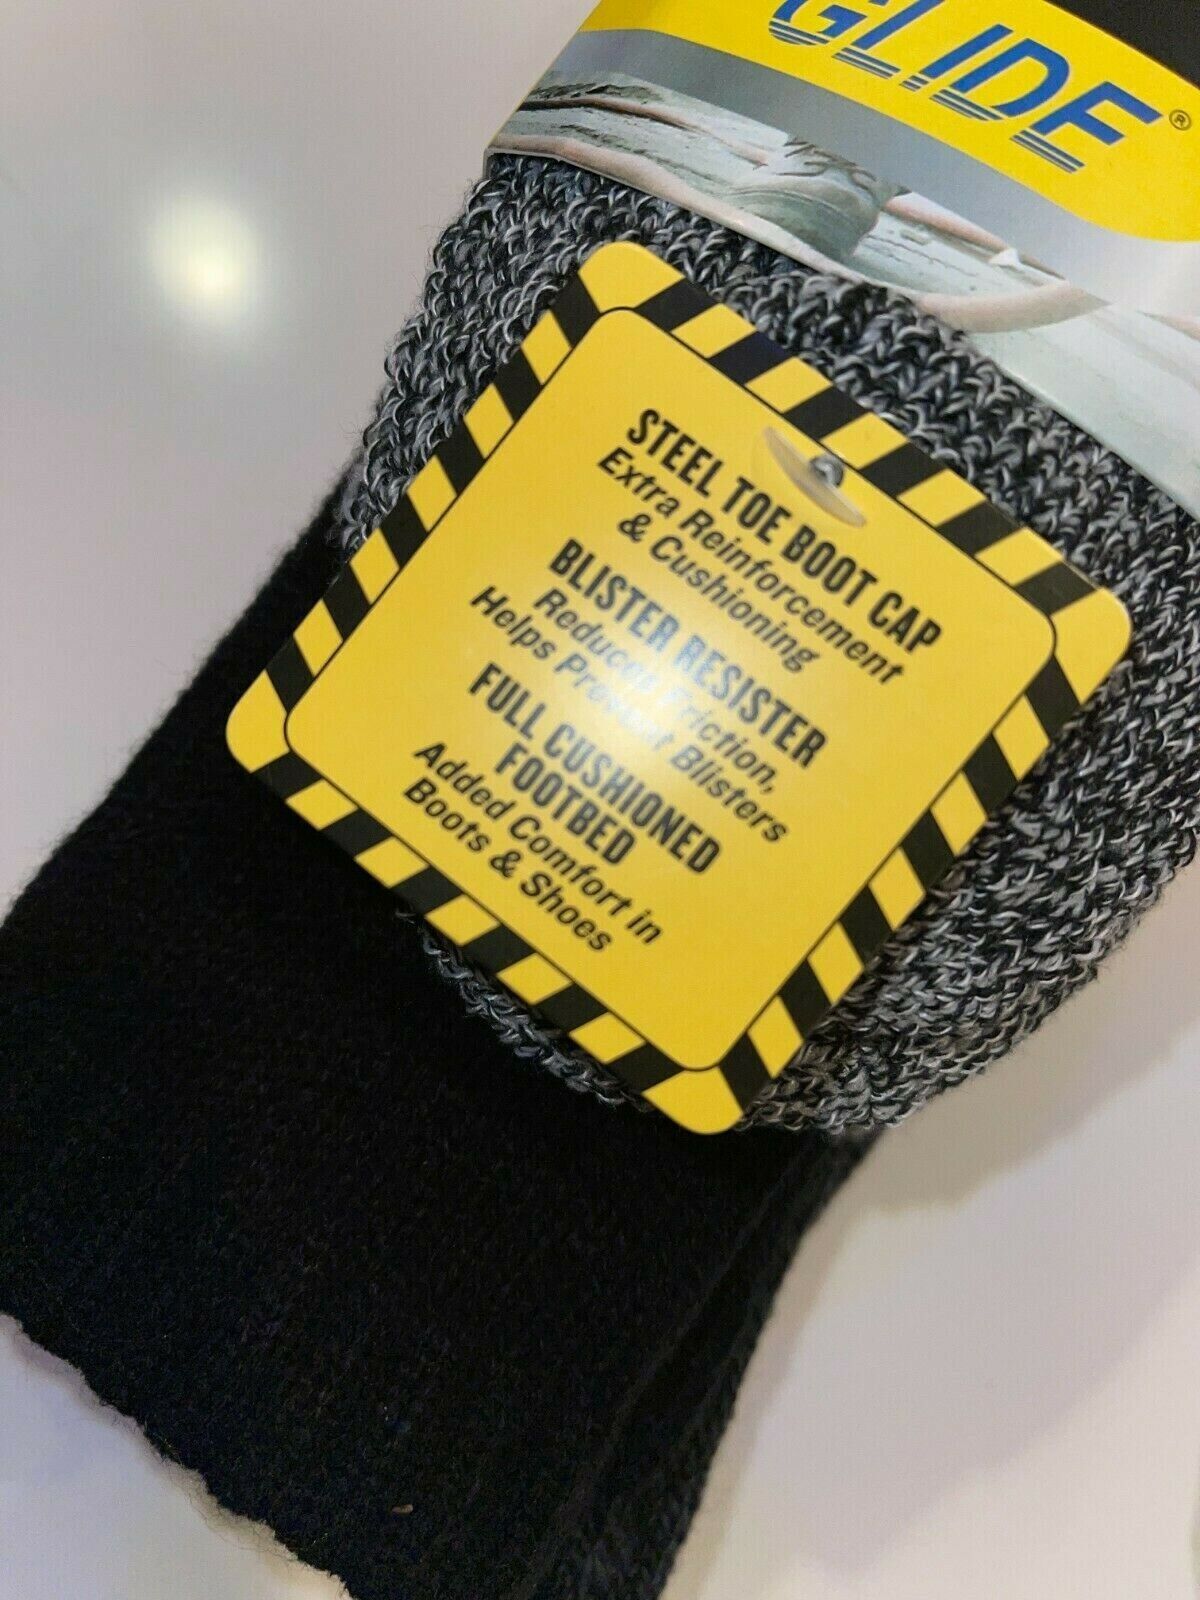 GLIDE®
STEEL TOE BOOT CAP
Extra Reinforcement
& Cushioning
BLISTER RESISTER
Reduces Friction,
Helps Prevent Blisters
FULL CUSHIONED
FOOTBED
Added Comfort in
Boots & Shoes